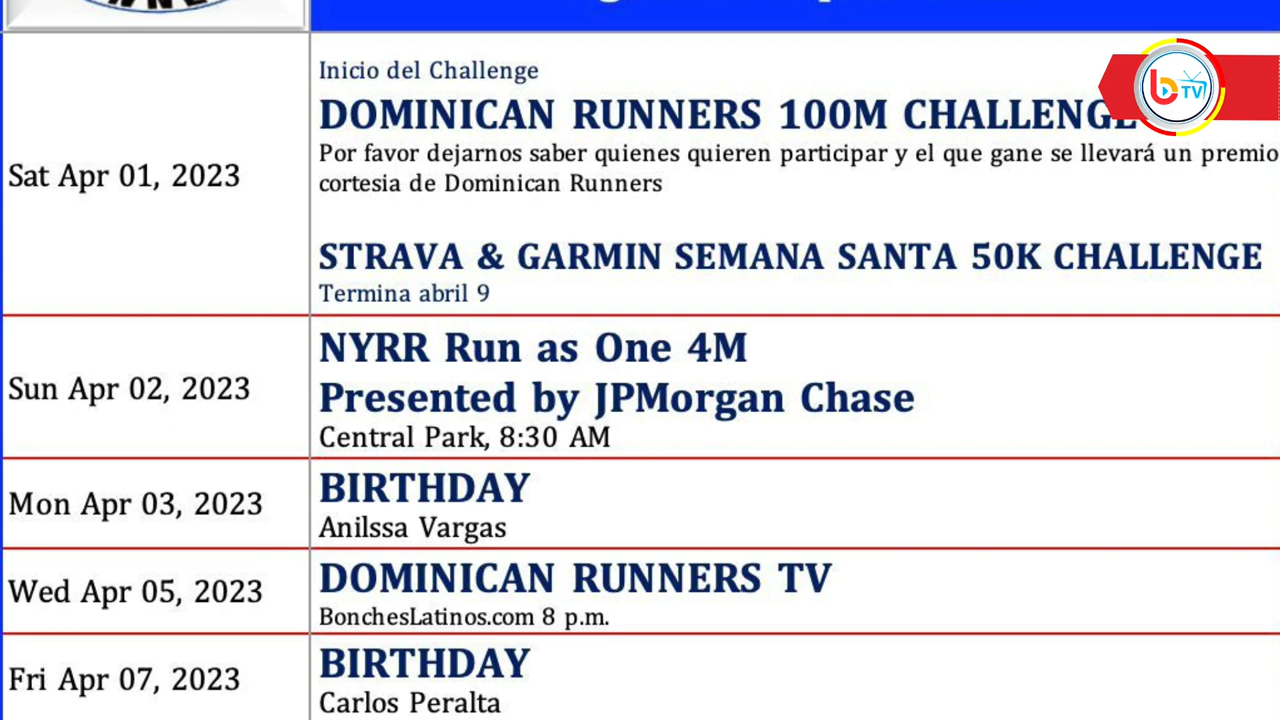 Inicio del Challenge
DOMINICAN RUNNERS 100M CHALLENGE
Sat Apr 01, 2023
Por favor dejarnos saber quienes quieren participar y el que gane se llevará un premio
cortesia de Dominican Runners
STRAVA & GARMIN SEMANA SANTA 50K CHALLENGE
Termina abril 9
Sun Apr 02, 2023
NYRR Run as One 4M
Presented by JPMorgan Chase
Central Park, 8:30 AM
Mon Apr 03, 2023
BIRTHDAY
Anilssa Vargas
Wed Apr 05, 2023
DOMINICAN RUNNERS TV
BonchesLatinos.com 8 p.m.
Fri Apr 07, 2023
BIRTHDAY
Carlos Peralta
b TV